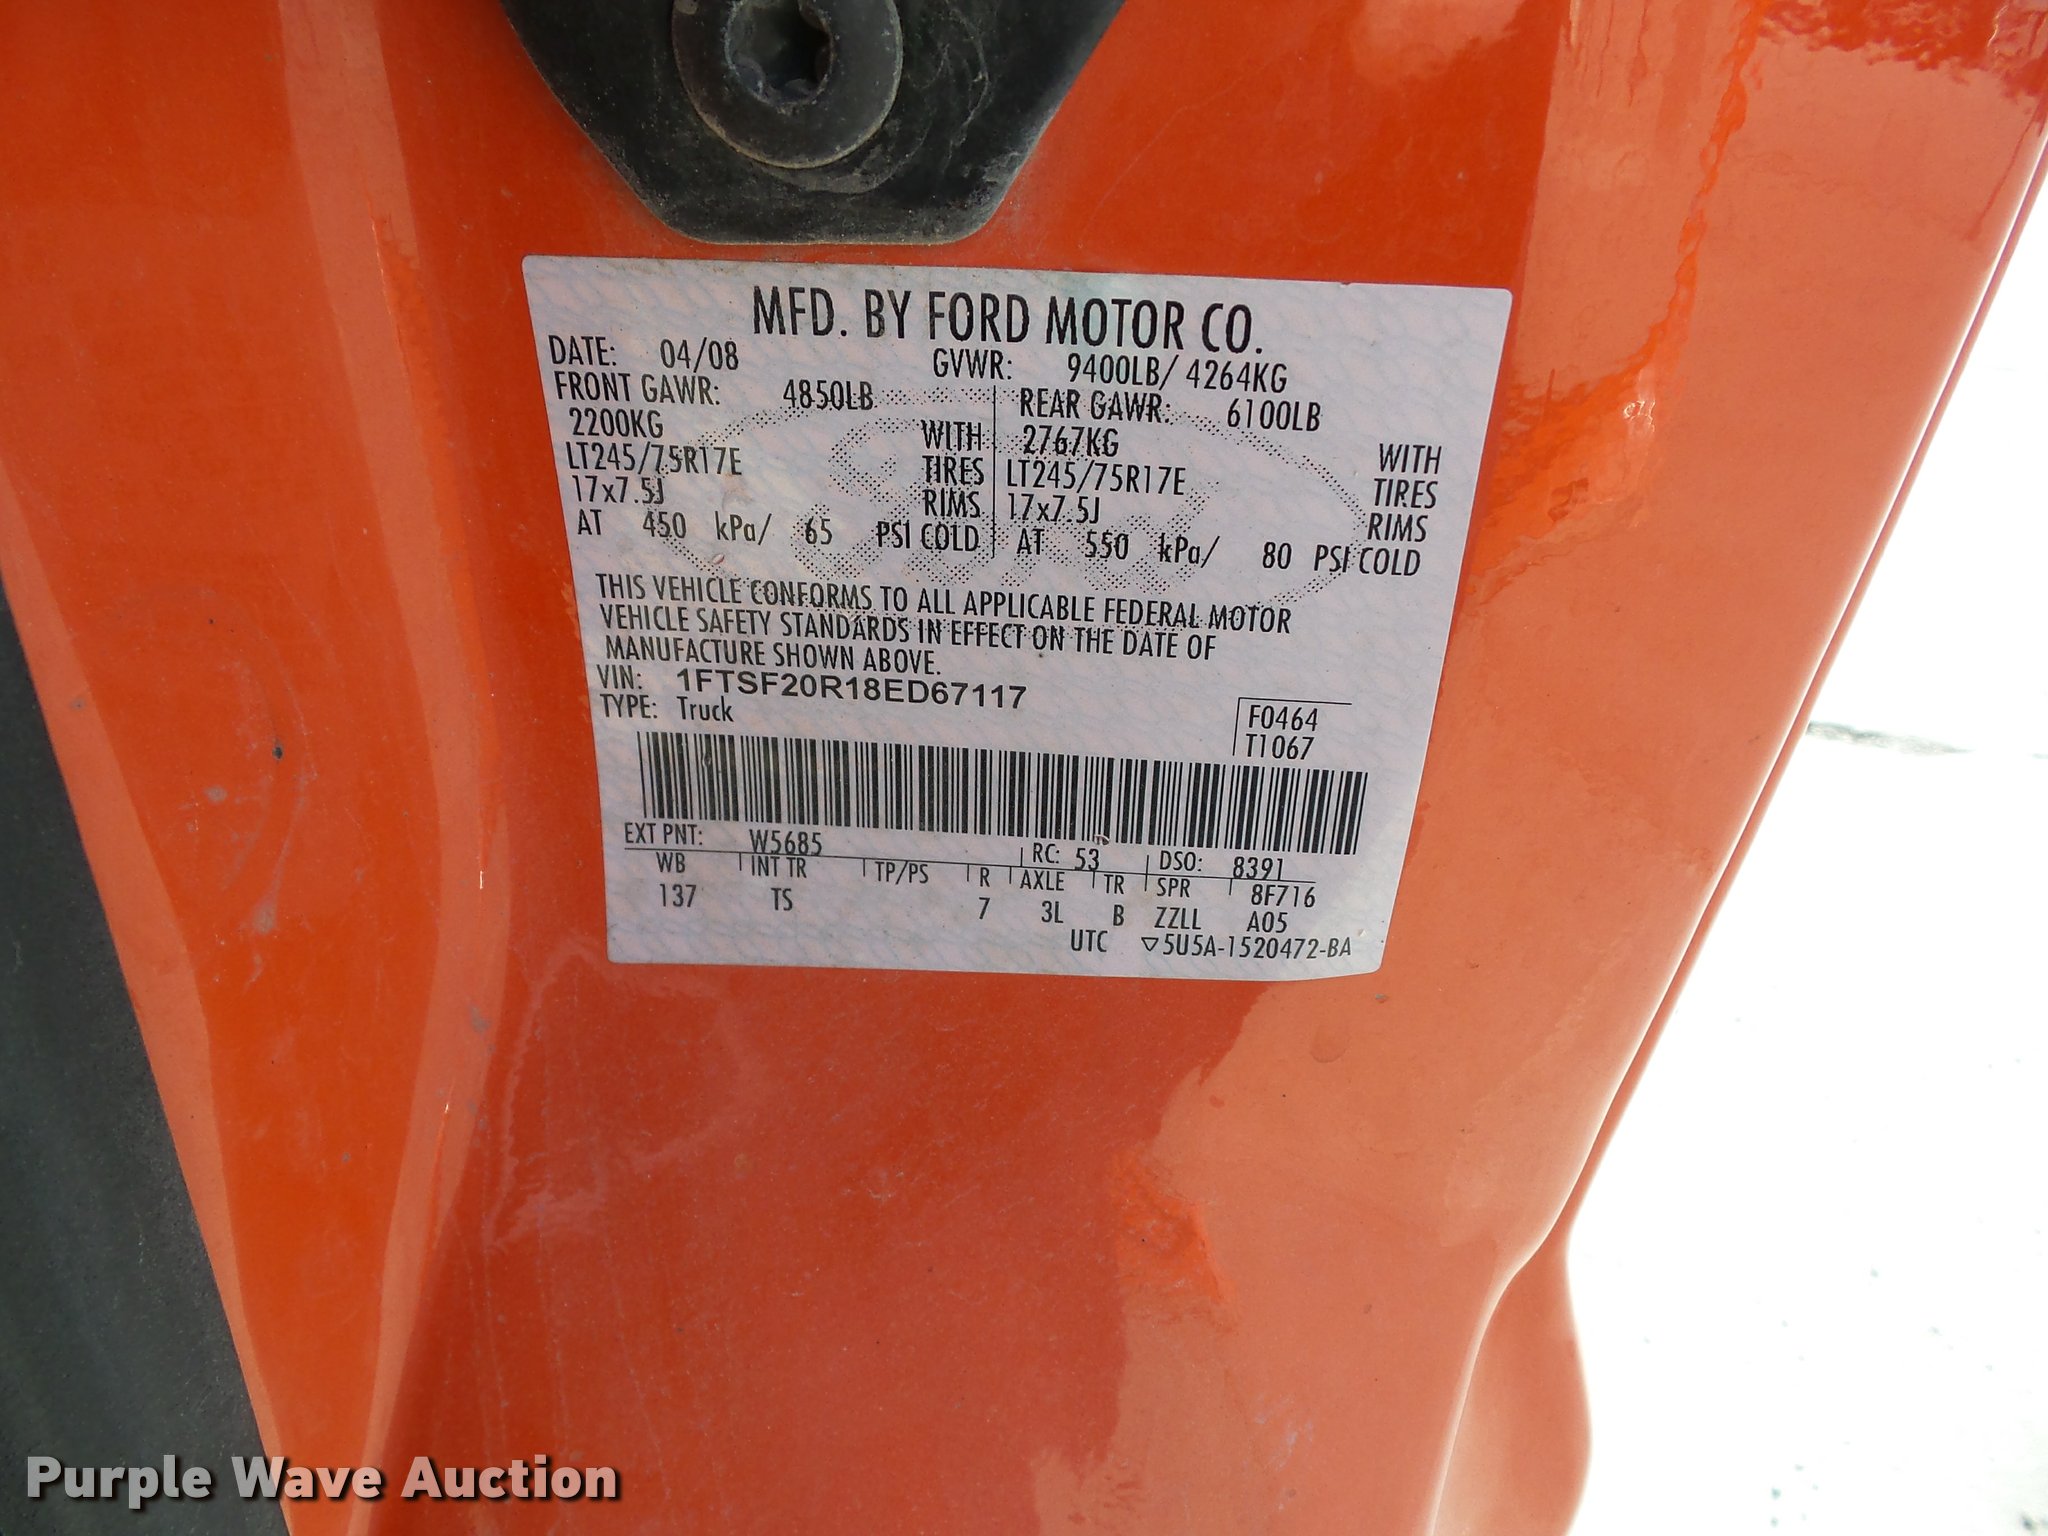 MFD. BY FORD MOTOR CO.
DATE: 04/08 GVWR: 9400LB/ 4264KG
FRONT GAWR: 4850LB REAR GAWR: 6100LB
2200KG WITH 2767KG WITH
LT245/75R17E TIRES LT245/75R17E TIRES
17x7.5J RIMS 17x7.5J RIMS
AT 450 kPa/ 65 PSI COLD AT 550 kPa/ 80 PSI COLD
THIS VEHICLE CONFORMS TO ALL APPLICABLE FEDERAL MOTOR
VEHICLE SAFETY STANDARDS IN EFFECT ON THE DATE OF
MANUFACTURE SHOWN ABOVE.
VIN: 1FTSF20R18ED67117
TYPE: Truck F0464
T1067
EXT PNT: W5685 RC: 53 DSO: 8391
WB INT TR TP/PS R AXLE TR SPR 8F716
137 TS 7 3L B ZZLL A05
UTC ▽5U5A-1520472-BA
Purple Wave Auction